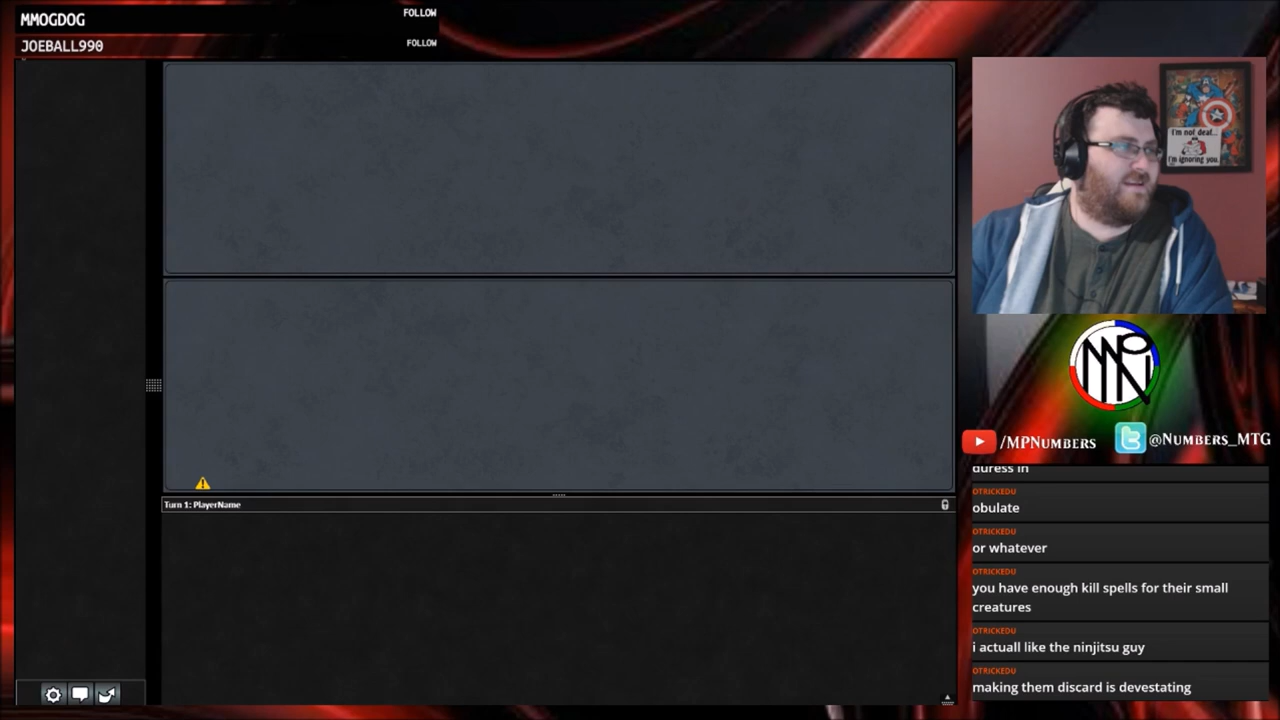 MMOGDOG FOLLOW
JOEBALL990 FOLLOW
I'm not deaf...
I'm ignoring you.
MPN
/MPNUMBERS @NUMBERS_MTG
Turn 1: PlayerName
duress in
OTRICKEDU
obulate
OTRICKEDU
or whatever
OTRICKEDU
you have enough kill spells for their small
creatures
OTRICKEDU
i actuall like the ninjitsu guy
OTRICKEDU
making them discard is devestating